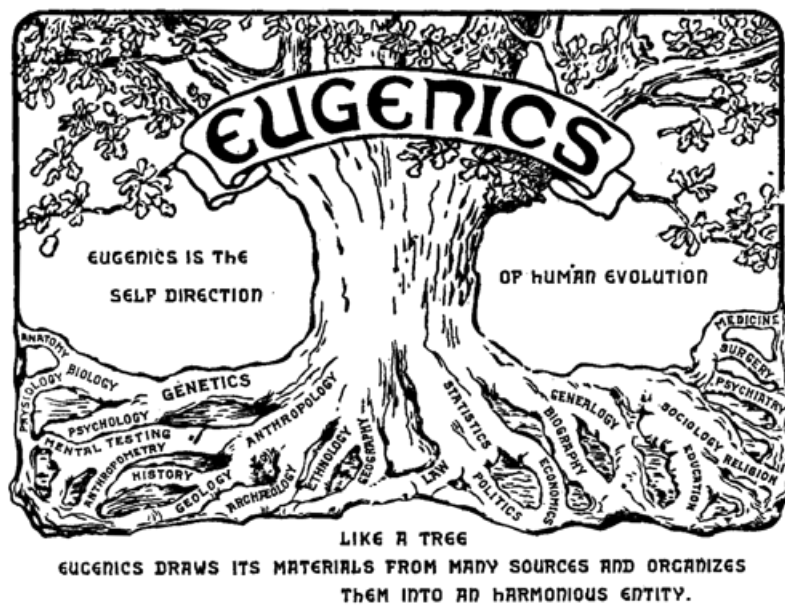 EUGENICS
EUGENICS IS THE
SELF DIRECTION
OF HUMAN EVOLUTION
ANATOMY
BIOLOGY
PHYSIOLOGY
GENETICS
PSYCHOLOGY
MENTAL TESTING
ANTHROPOMETRY
HISTORY
GEOLOGY
ANTHROPOLOGY
ARCHÆOLOGY
ETHNOLOGY
GEOGRAPHY
LAW
STATISTICS
POLITICS
ECONOMICS
BIOGRAPHY
GENEALOGY
EDUCATION
SOCIOLOGY
RELIGION
PSYCHIATRY
SURGERY
MEDICINE
LIKE A TREE
EUGENICS DRAWS ITS MATERIALS FROM MANY SOURCES AND ORGANIZES
THEM INTO AN HARMONIOUS ENTITY.